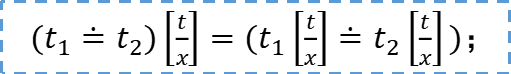 (t₁ ≐ t₂)[t/x] = (t₁[t/x] ≐ t₂[t/x]);